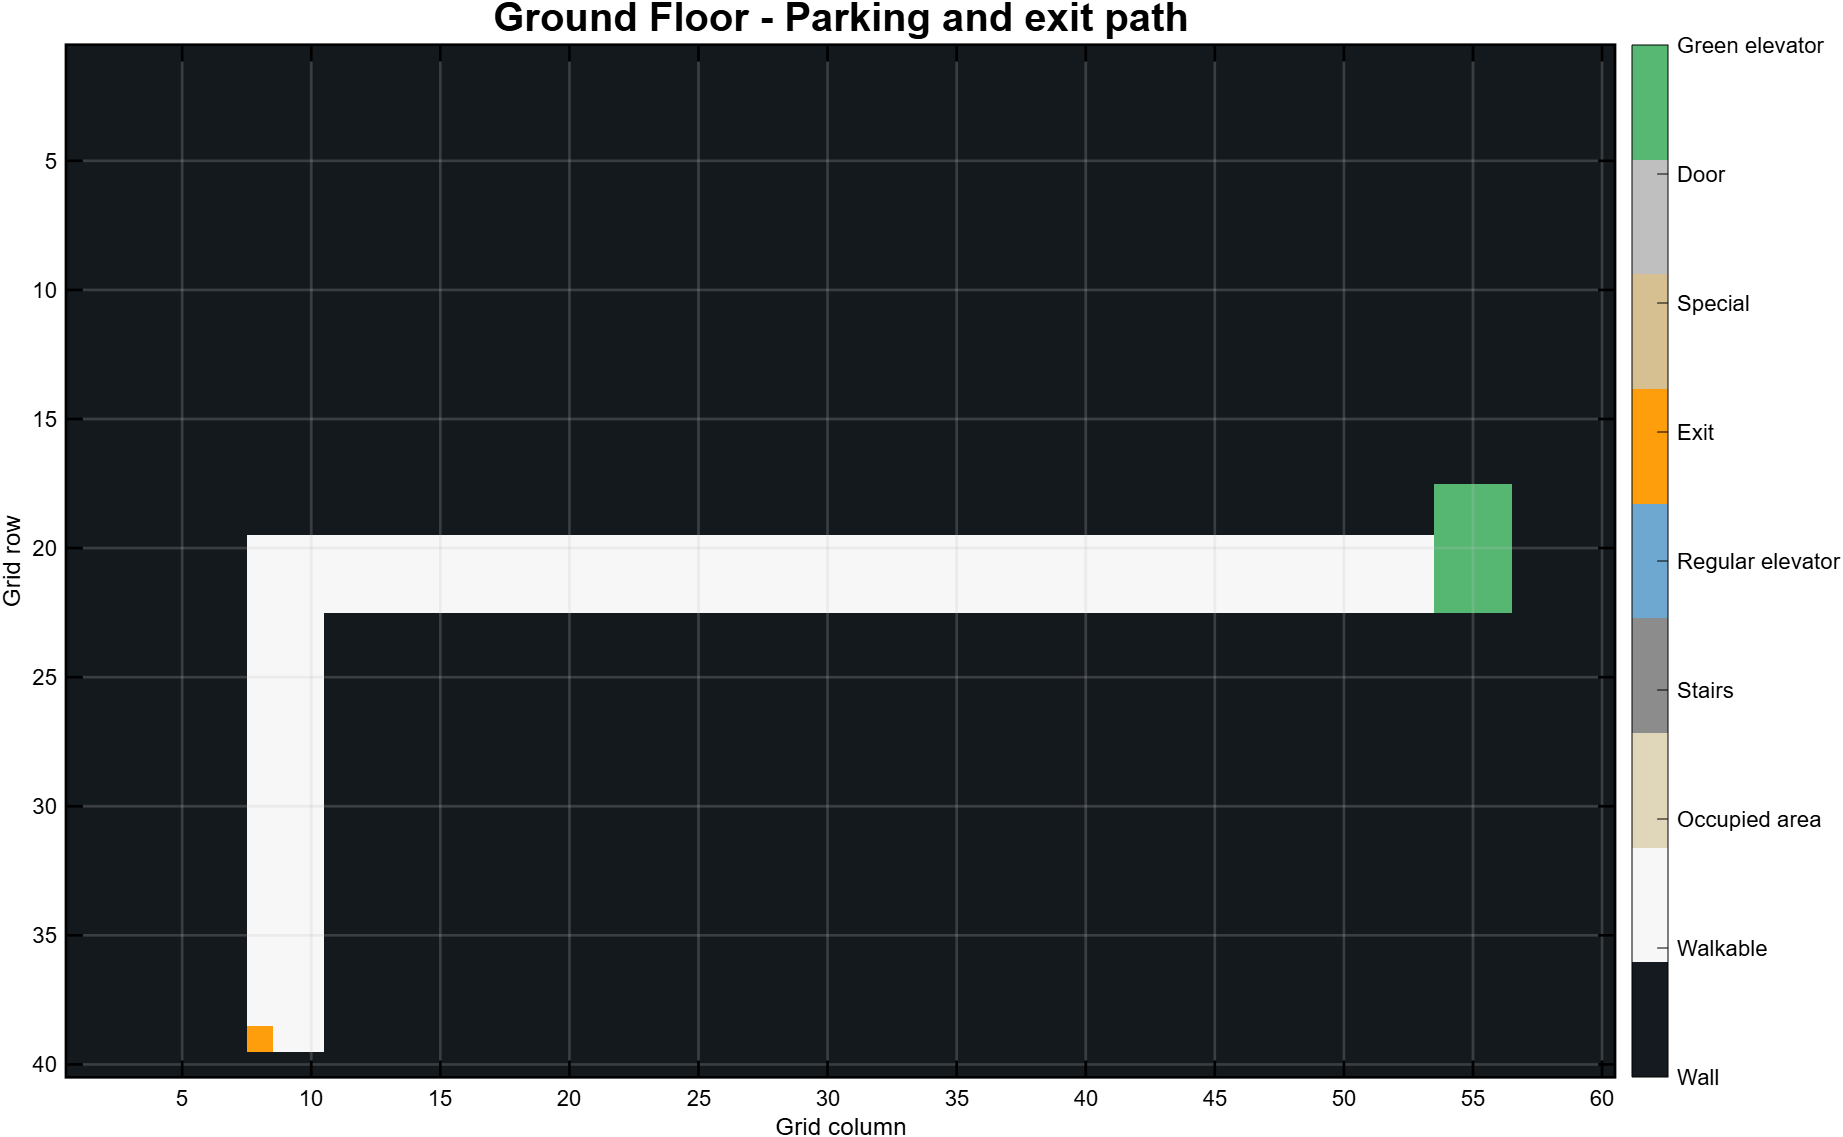 Ground Floor - Parking and exit path
Green elevator
Door
Special
Exit
Regular elevator
Stairs
Occupied area
Walkable
Wall
Grid row
5
10
15
20
25
30
35
40
5 10 15 20 25 30 35 40 45 50 55 60
Grid column